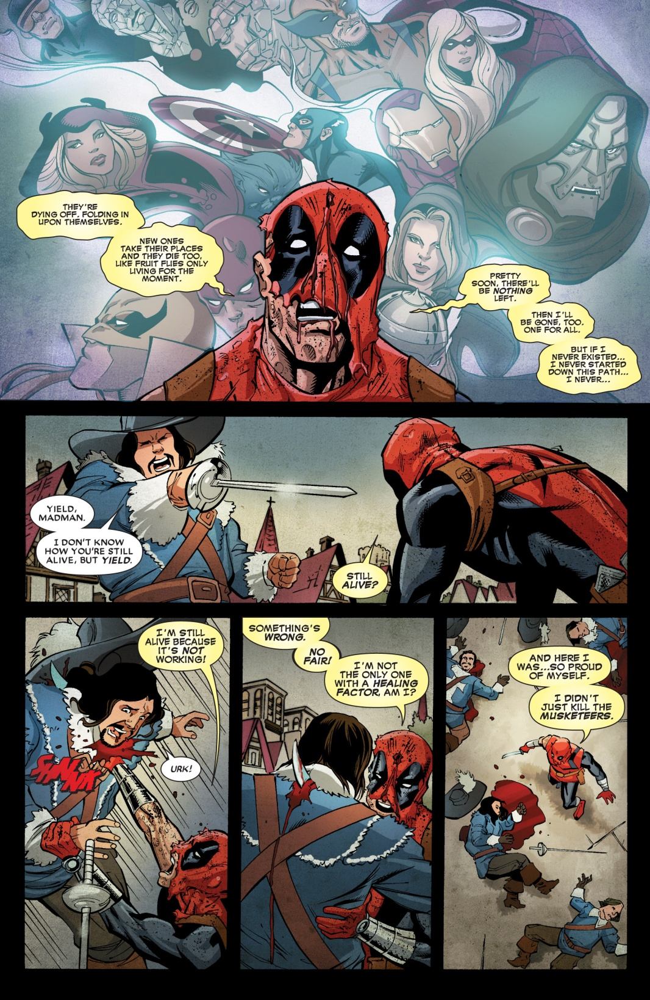 THEY'RE
DYING OFF. FOLDING IN
UPON THEMSELVES.
NEW ONES
TAKE THEIR PLACES
AND THEY DIE TOO,
LIKE FRUIT FLIES ONLY
LIVING FOR THE
MOMENT.
PRETTY
SOON, THERE'LL
BE NOTHING
LEFT.
THEN I'LL
BE GONE, TOO.
ONE FOR ALL.
BUT IF I
NEVER EXISTED...
I NEVER STARTED
DOWN THIS PATH...
I NEVER...
YIELD,
MADMAN.
I DON'T KNOW
HOW YOU'RE STILL
ALIVE, BUT YIELD.
STILL
ALIVE?
I'M STILL
ALIVE BECAUSE
IT'S NOT
WORKING!
SHNNNK
URK!
SOMETHING'S
WRONG.
NO
FAIR!
I'M NOT
THE ONLY ONE
WITH A HEALING
FACTOR, AM I?
AND HERE I
WAS...SO PROUD
OF MYSELF.
I DIDN'T
JUST KILL THE
MUSKETEERS.